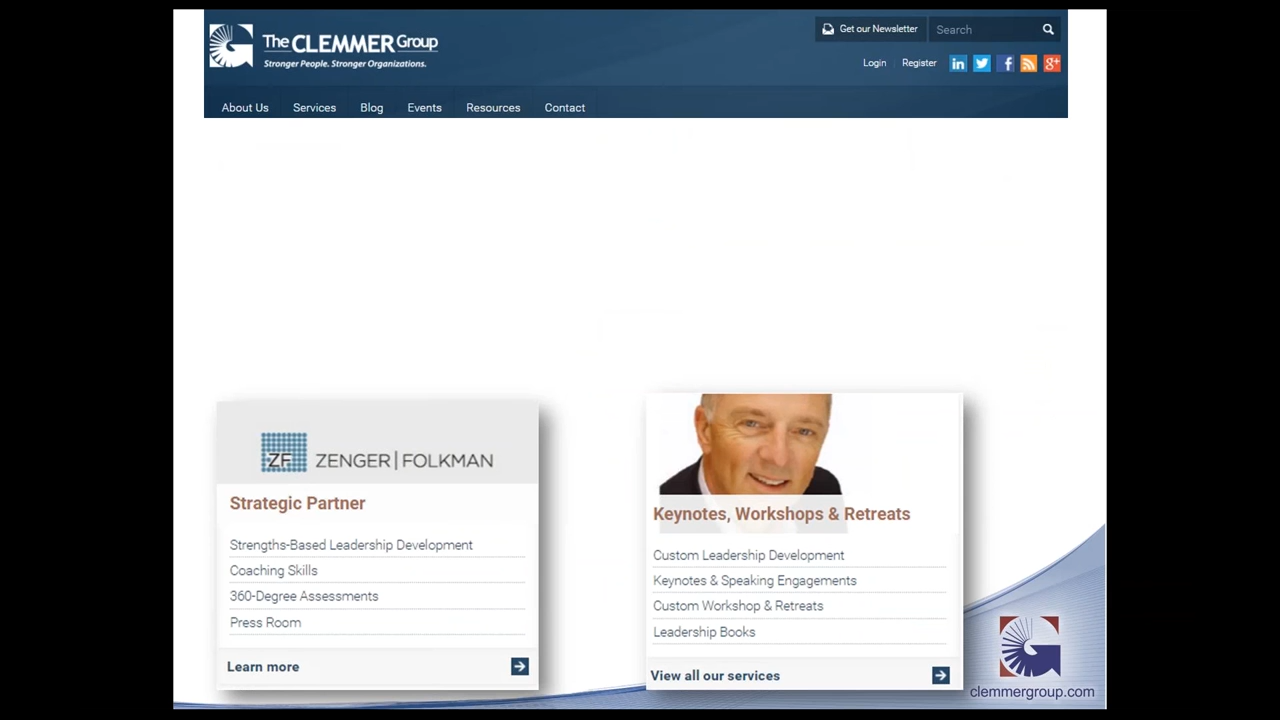 Get our Newsletter
Search
The CLEMMER Group
Stronger People. Stronger Organizations.
Login
Register
in
f
g+
About Us
Services
Blog
Events
Resources
Contact
ZF ZENGER|FOLKMAN
Strategic Partner
Strengths-Based Leadership Development
Coaching Skills
360-Degree Assessments
Press Room
Learn more
Keynotes, Workshops & Retreats
Custom Leadership Development
Keynotes & Speaking Engagements
Custom Workshop & Retreats
Leadership Books
View all our services
clemmergroup.com